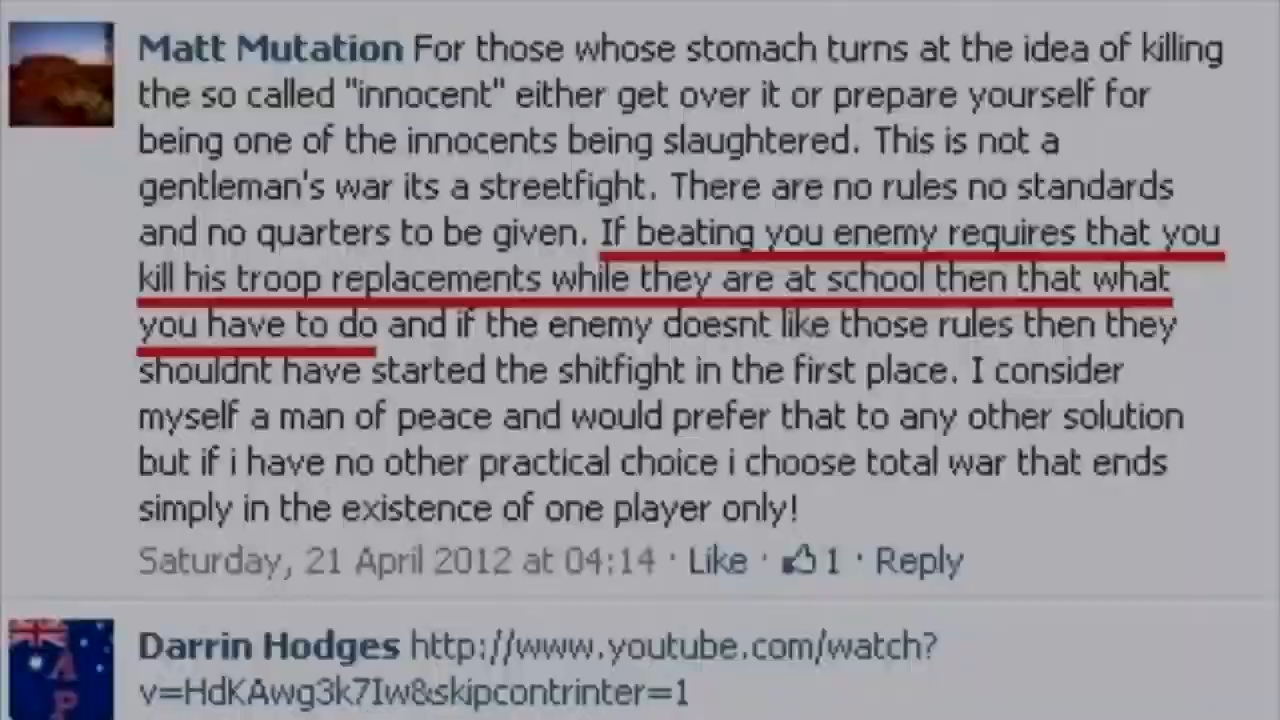 Matt Mutation For those whose stomach turns at the idea of killing
the so called "innocent" either get over it or prepare yourself for
being one of the innocents being slaughtered. This is not a
gentleman's war its a streetfight. There are no rules no standards
and no quarters to be given. If beating you enemy requires that you
kill his troop replacements while they are at school then that what
you have to do and if the enemy doesnt like those rules then they
shouldnt have started the shitfight in the first place. I consider
myself a man of peace and would prefer that to any other solution
but if i have no other practical choice i choose total war that ends
simply in the existence of one player only!
Saturday, 21 April 2012 at 04:14 · Like · 1 · Reply
Darrin Hodges http://www.youtube.com/watch?
v=HdKAwg3k7Iw&skipcontrinter=1
A
P